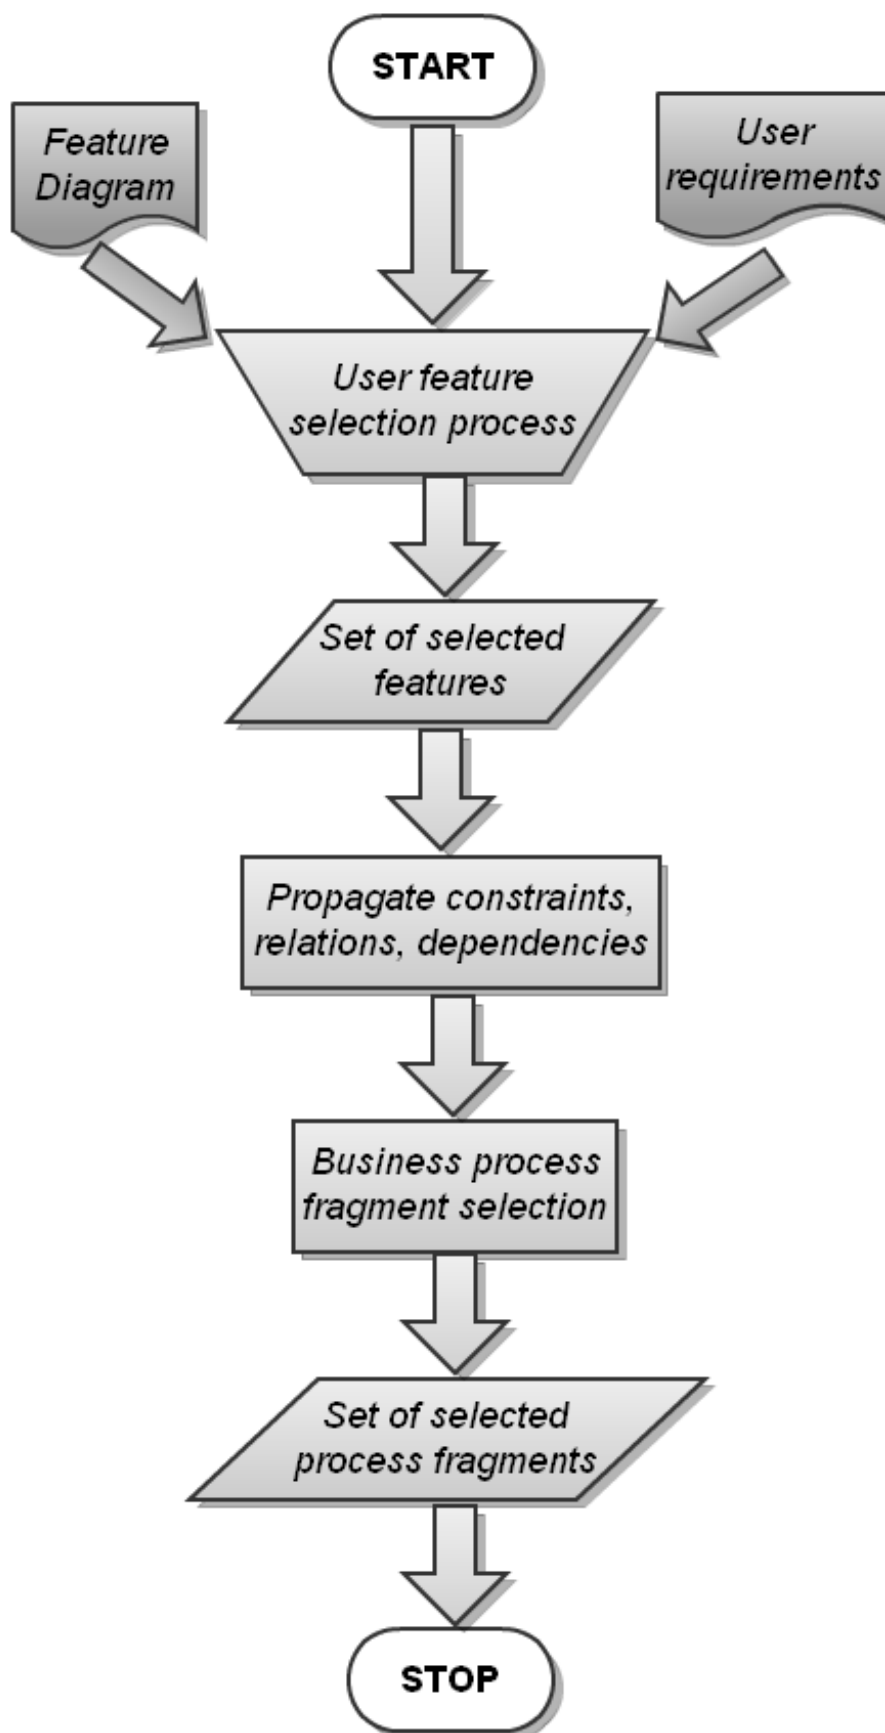 START
Feature
Diagram
User
requirements
User feature
selection process
Set of selected
features
Propagate constraints,
relations, dependencies
Business process
fragment selection
Set of selected
process fragments
STOP